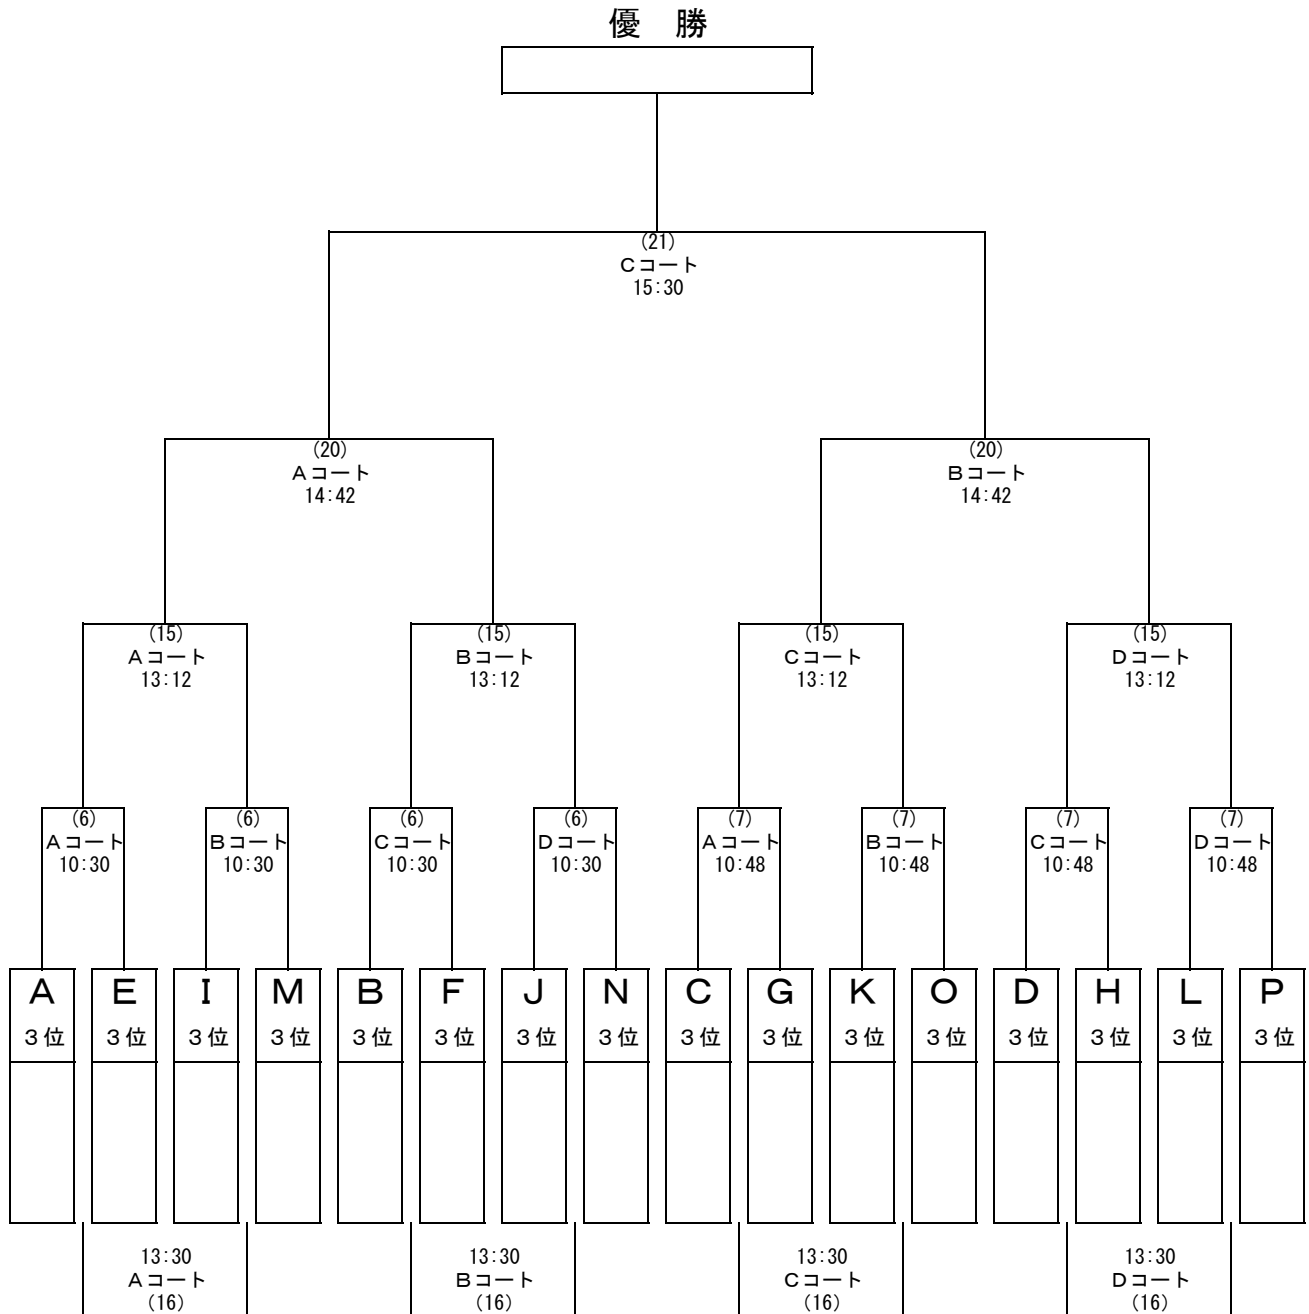 優　勝
(21)
Ｃコート
15:30
(20)
Ａコート
14:42
(20)
Ｂコート
14:42
(15)
Ａコート
13:12
(15)
Ｂコート
13:12
(15)
Ｃコート
13:12
(15)
Ｄコート
13:12
(6)
Ａコート
10:30
(6)
Ｂコート
10:30
(6)
Ｃコート
10:30
(6)
Ｄコート
10:30
(7)
Ａコート
10:48
(7)
Ｂコート
10:48
(7)
Ｃコート
10:48
(7)
Ｄコート
10:48
Ａ
３位
Ｅ
３位
Ｉ
３位
Ｍ
３位
Ｂ
３位
Ｆ
３位
Ｊ
３位
Ｎ
３位
Ｃ
３位
Ｇ
３位
Ｋ
３位
Ｏ
３位
Ｄ
３位
Ｈ
３位
Ｌ
３位
Ｐ
３位
13:30
Ａコート
(16)
13:30
Ｂコート
(16)
13:30
Ｃコート
(16)
13:30
Ｄコート
(16)